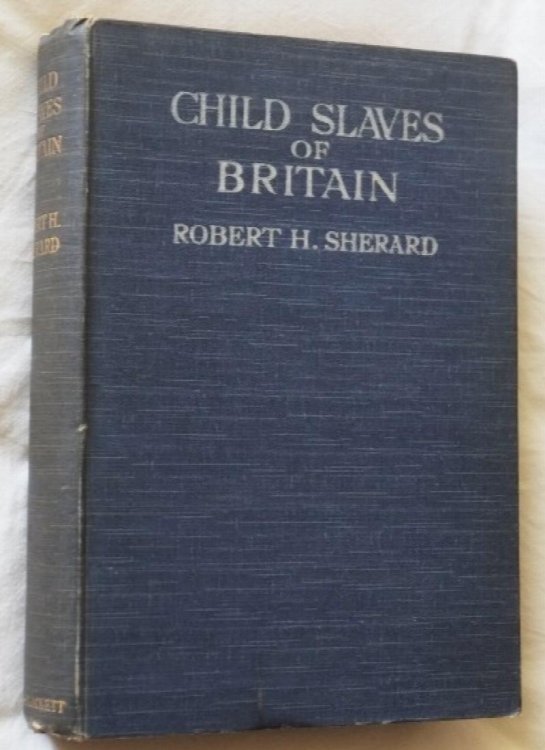 CHILD SLAVES
OF
BRITAIN
ROBERT H. SHERARD